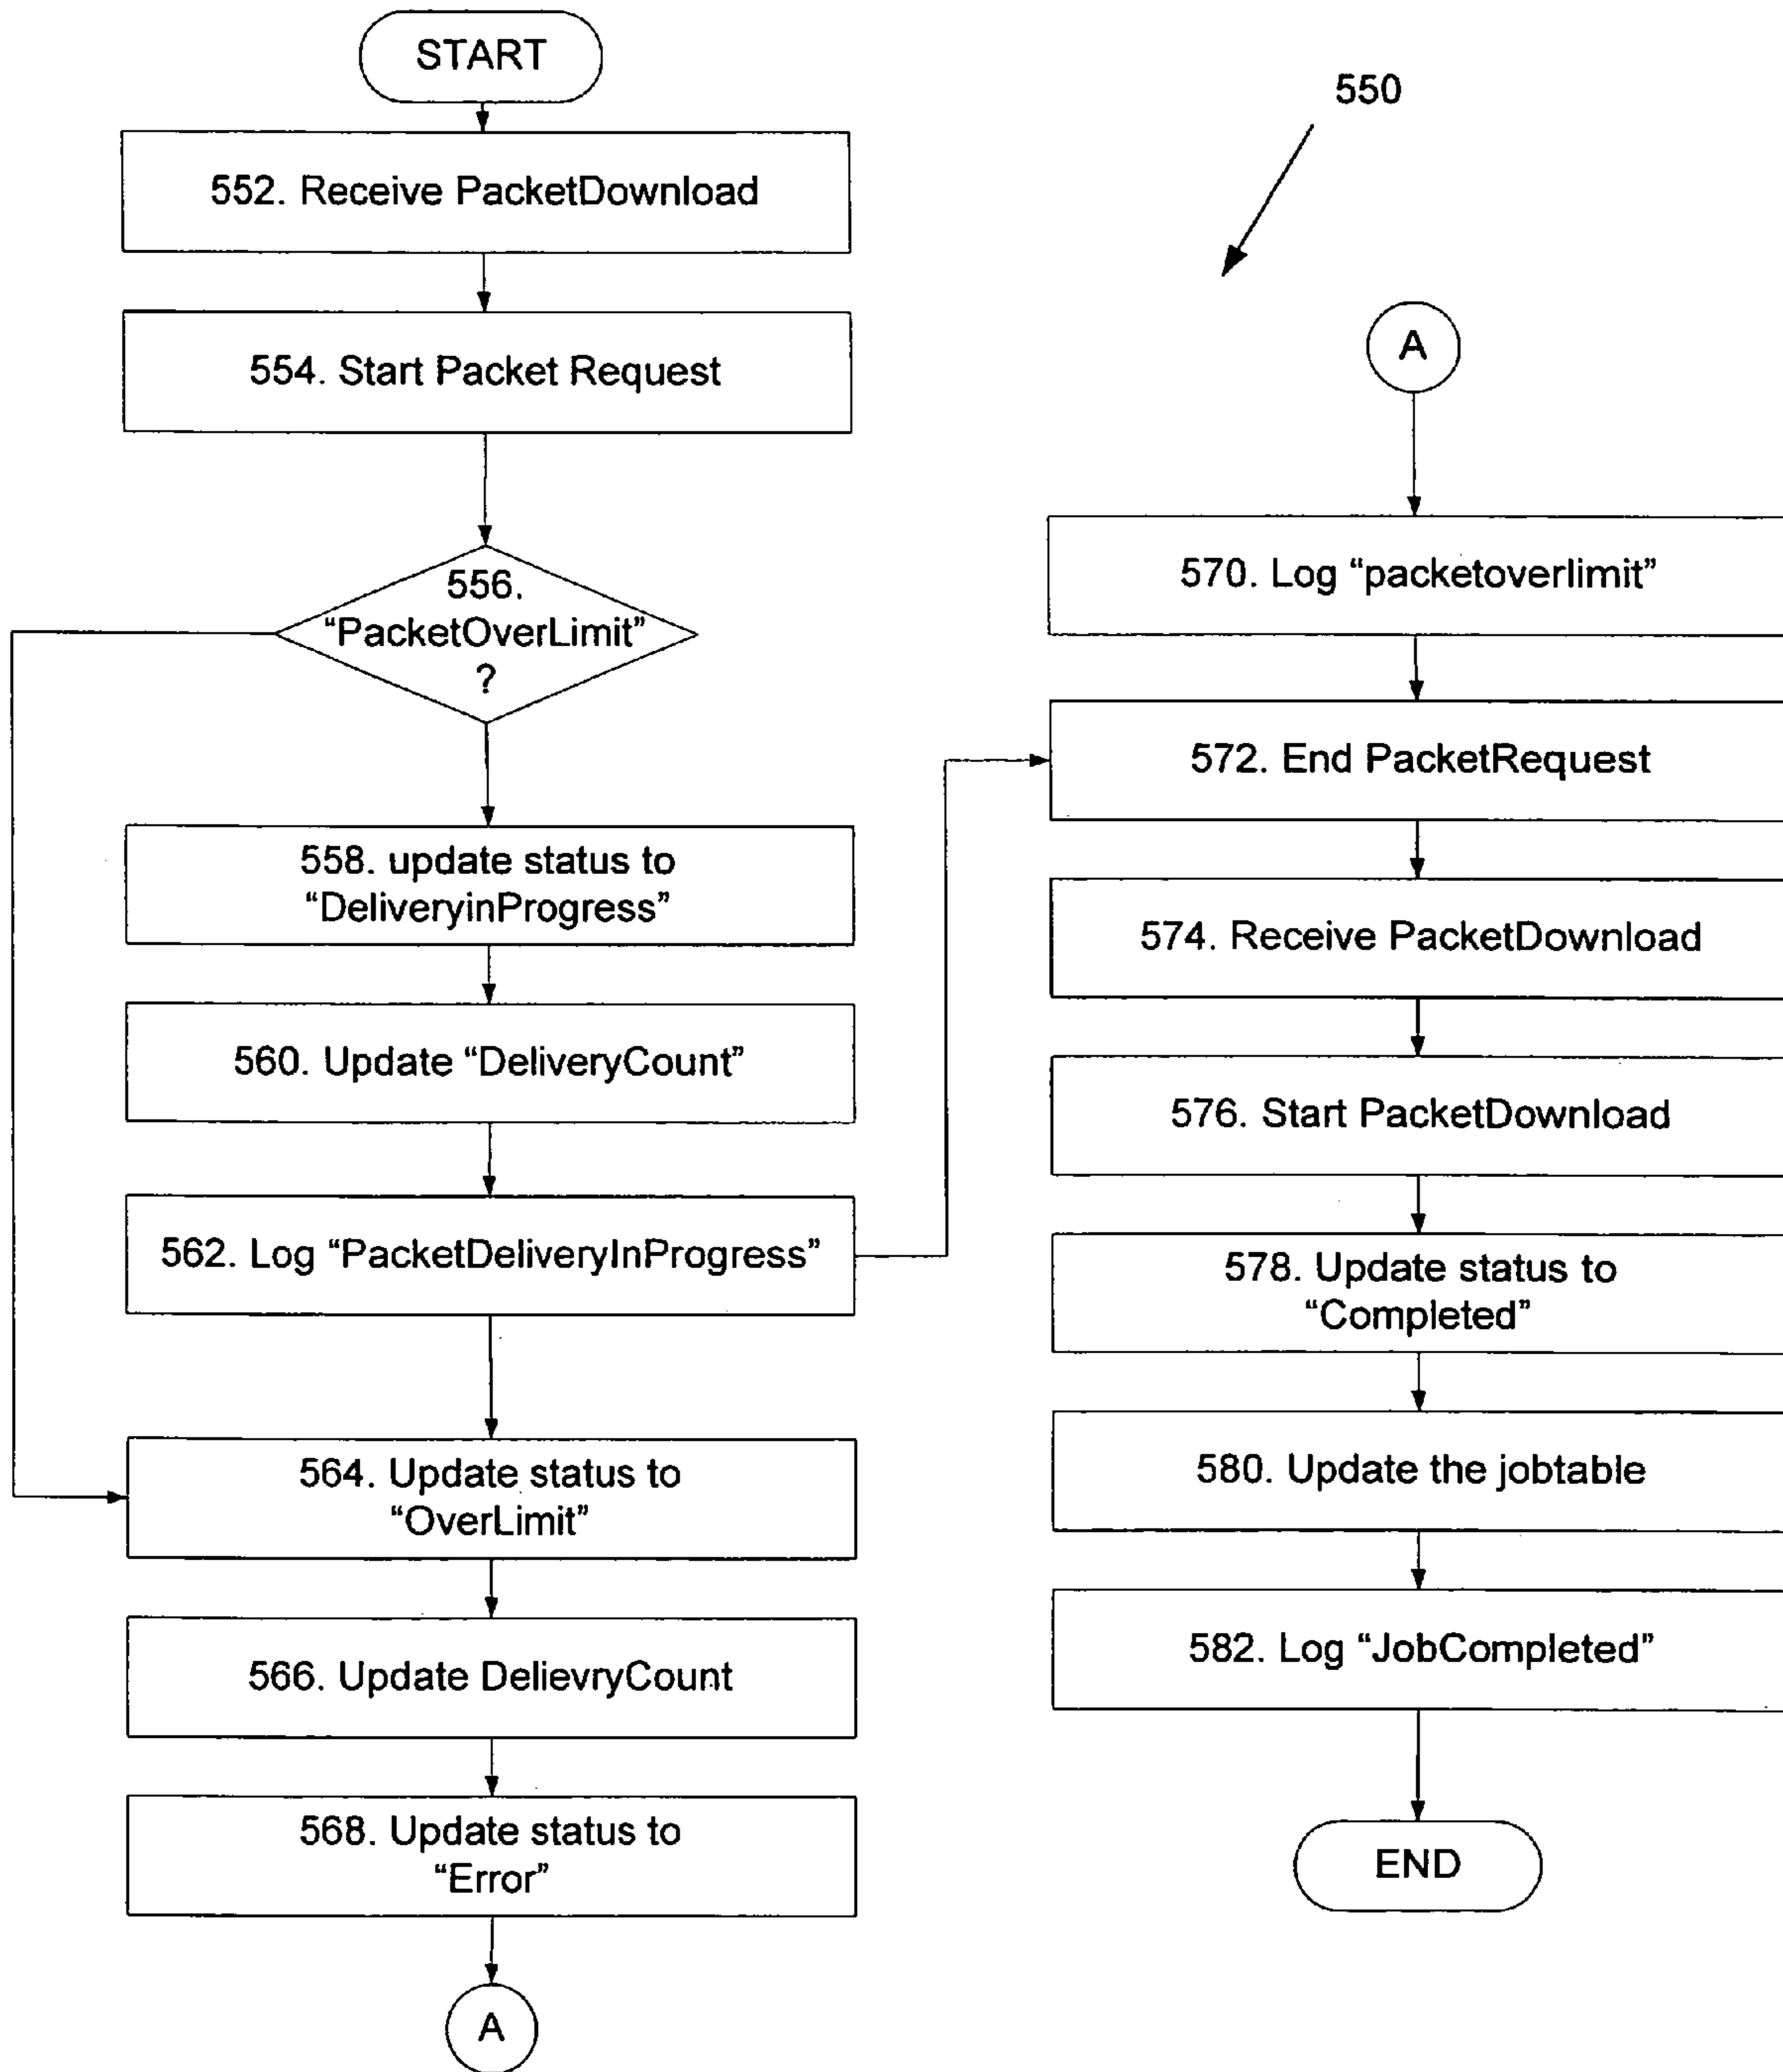 START
552. Receive PacketDownload
554. Start Packet Request
556.
“PacketOverLimit”
?
558. update status to
“DeliveryinProgress”
560. Update “DeliveryCount”
562. Log “PacketDeliveryInProgress”
564. Update status to
“OverLimit”
566. Update DelievryCount
568. Update status to
“Error”
A
550
A
570. Log “packetoverlimit”
572. End PacketRequest
574. Receive PacketDownload
576. Start PacketDownload
578. Update status to
“Completed”
580. Update the jobtable
582. Log “JobCompleted”
END